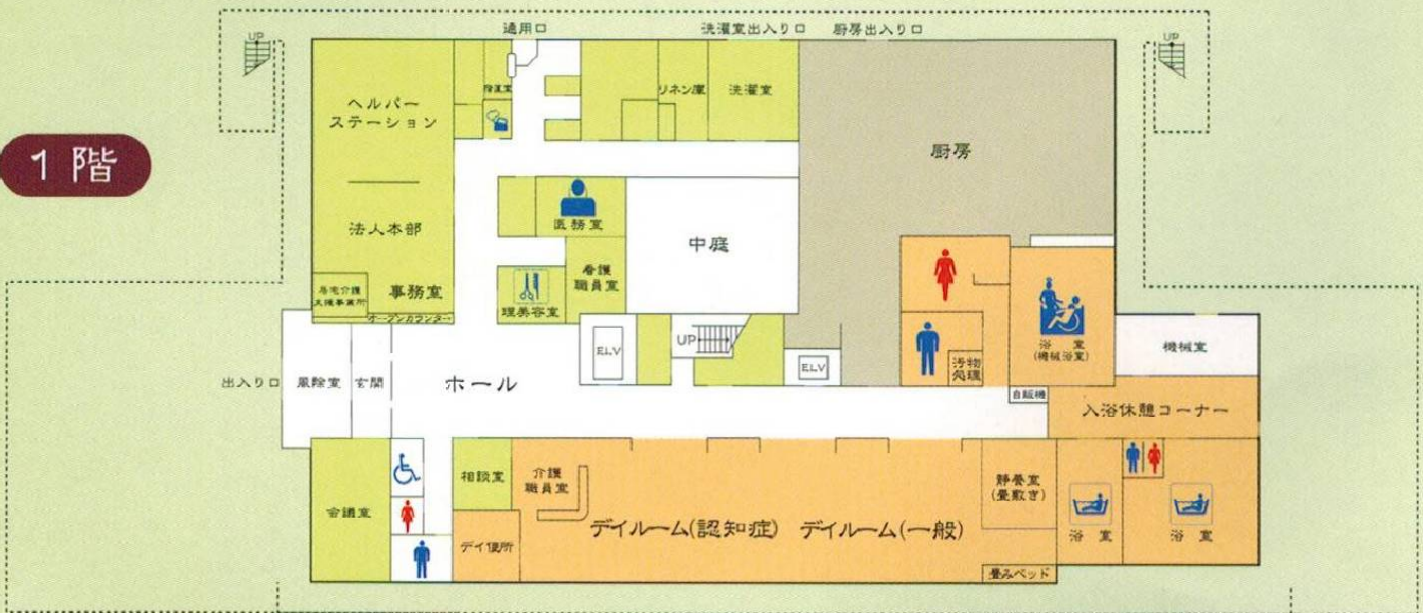 1階
UP
通用口
洗濯室出入り口
厨房出入り口
UP
ヘルパー
ステーション
リネン庫
洗濯室
厨房
法人本部
医務室
中庭
看護
職員室
居宅介護
支援事業所
事務室
オープンカウンター
理美容室
ELV
UP
ELV
汚物
処理
浴室
(機械浴室)
機械室
出入り口
風除室
玄関
ホール
自販機
入浴休憩コーナー
会議室
相談室
介護
職員室
静養室
(畳敷き)
デイルーム(認知症)
デイルーム(一般)
デイ便所
浴室
浴室
畳みベッド